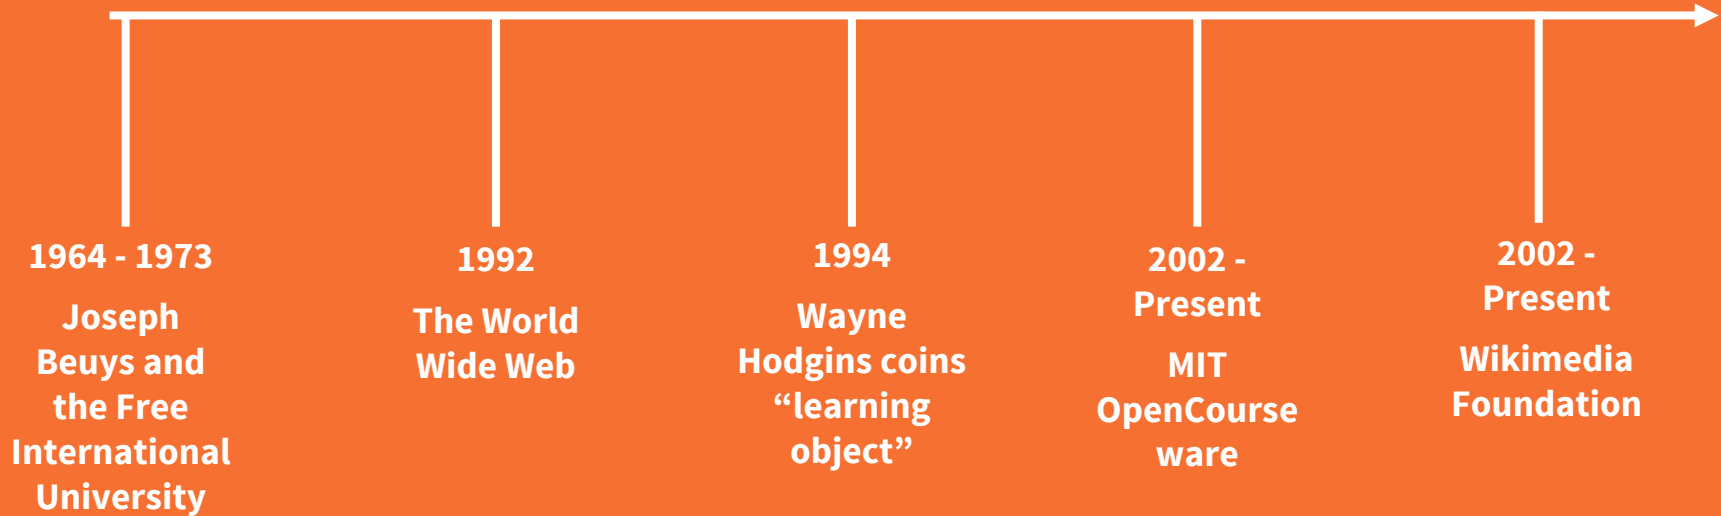 1964 - 1973
Joseph
Beuys and
the Free
International
University
1992
The World
Wide Web
1994
Wayne
Hodgins coins
“learning
object”
2002 -
Present
MIT
OpenCourse
ware
2002 -
Present
Wikimedia
Foundation